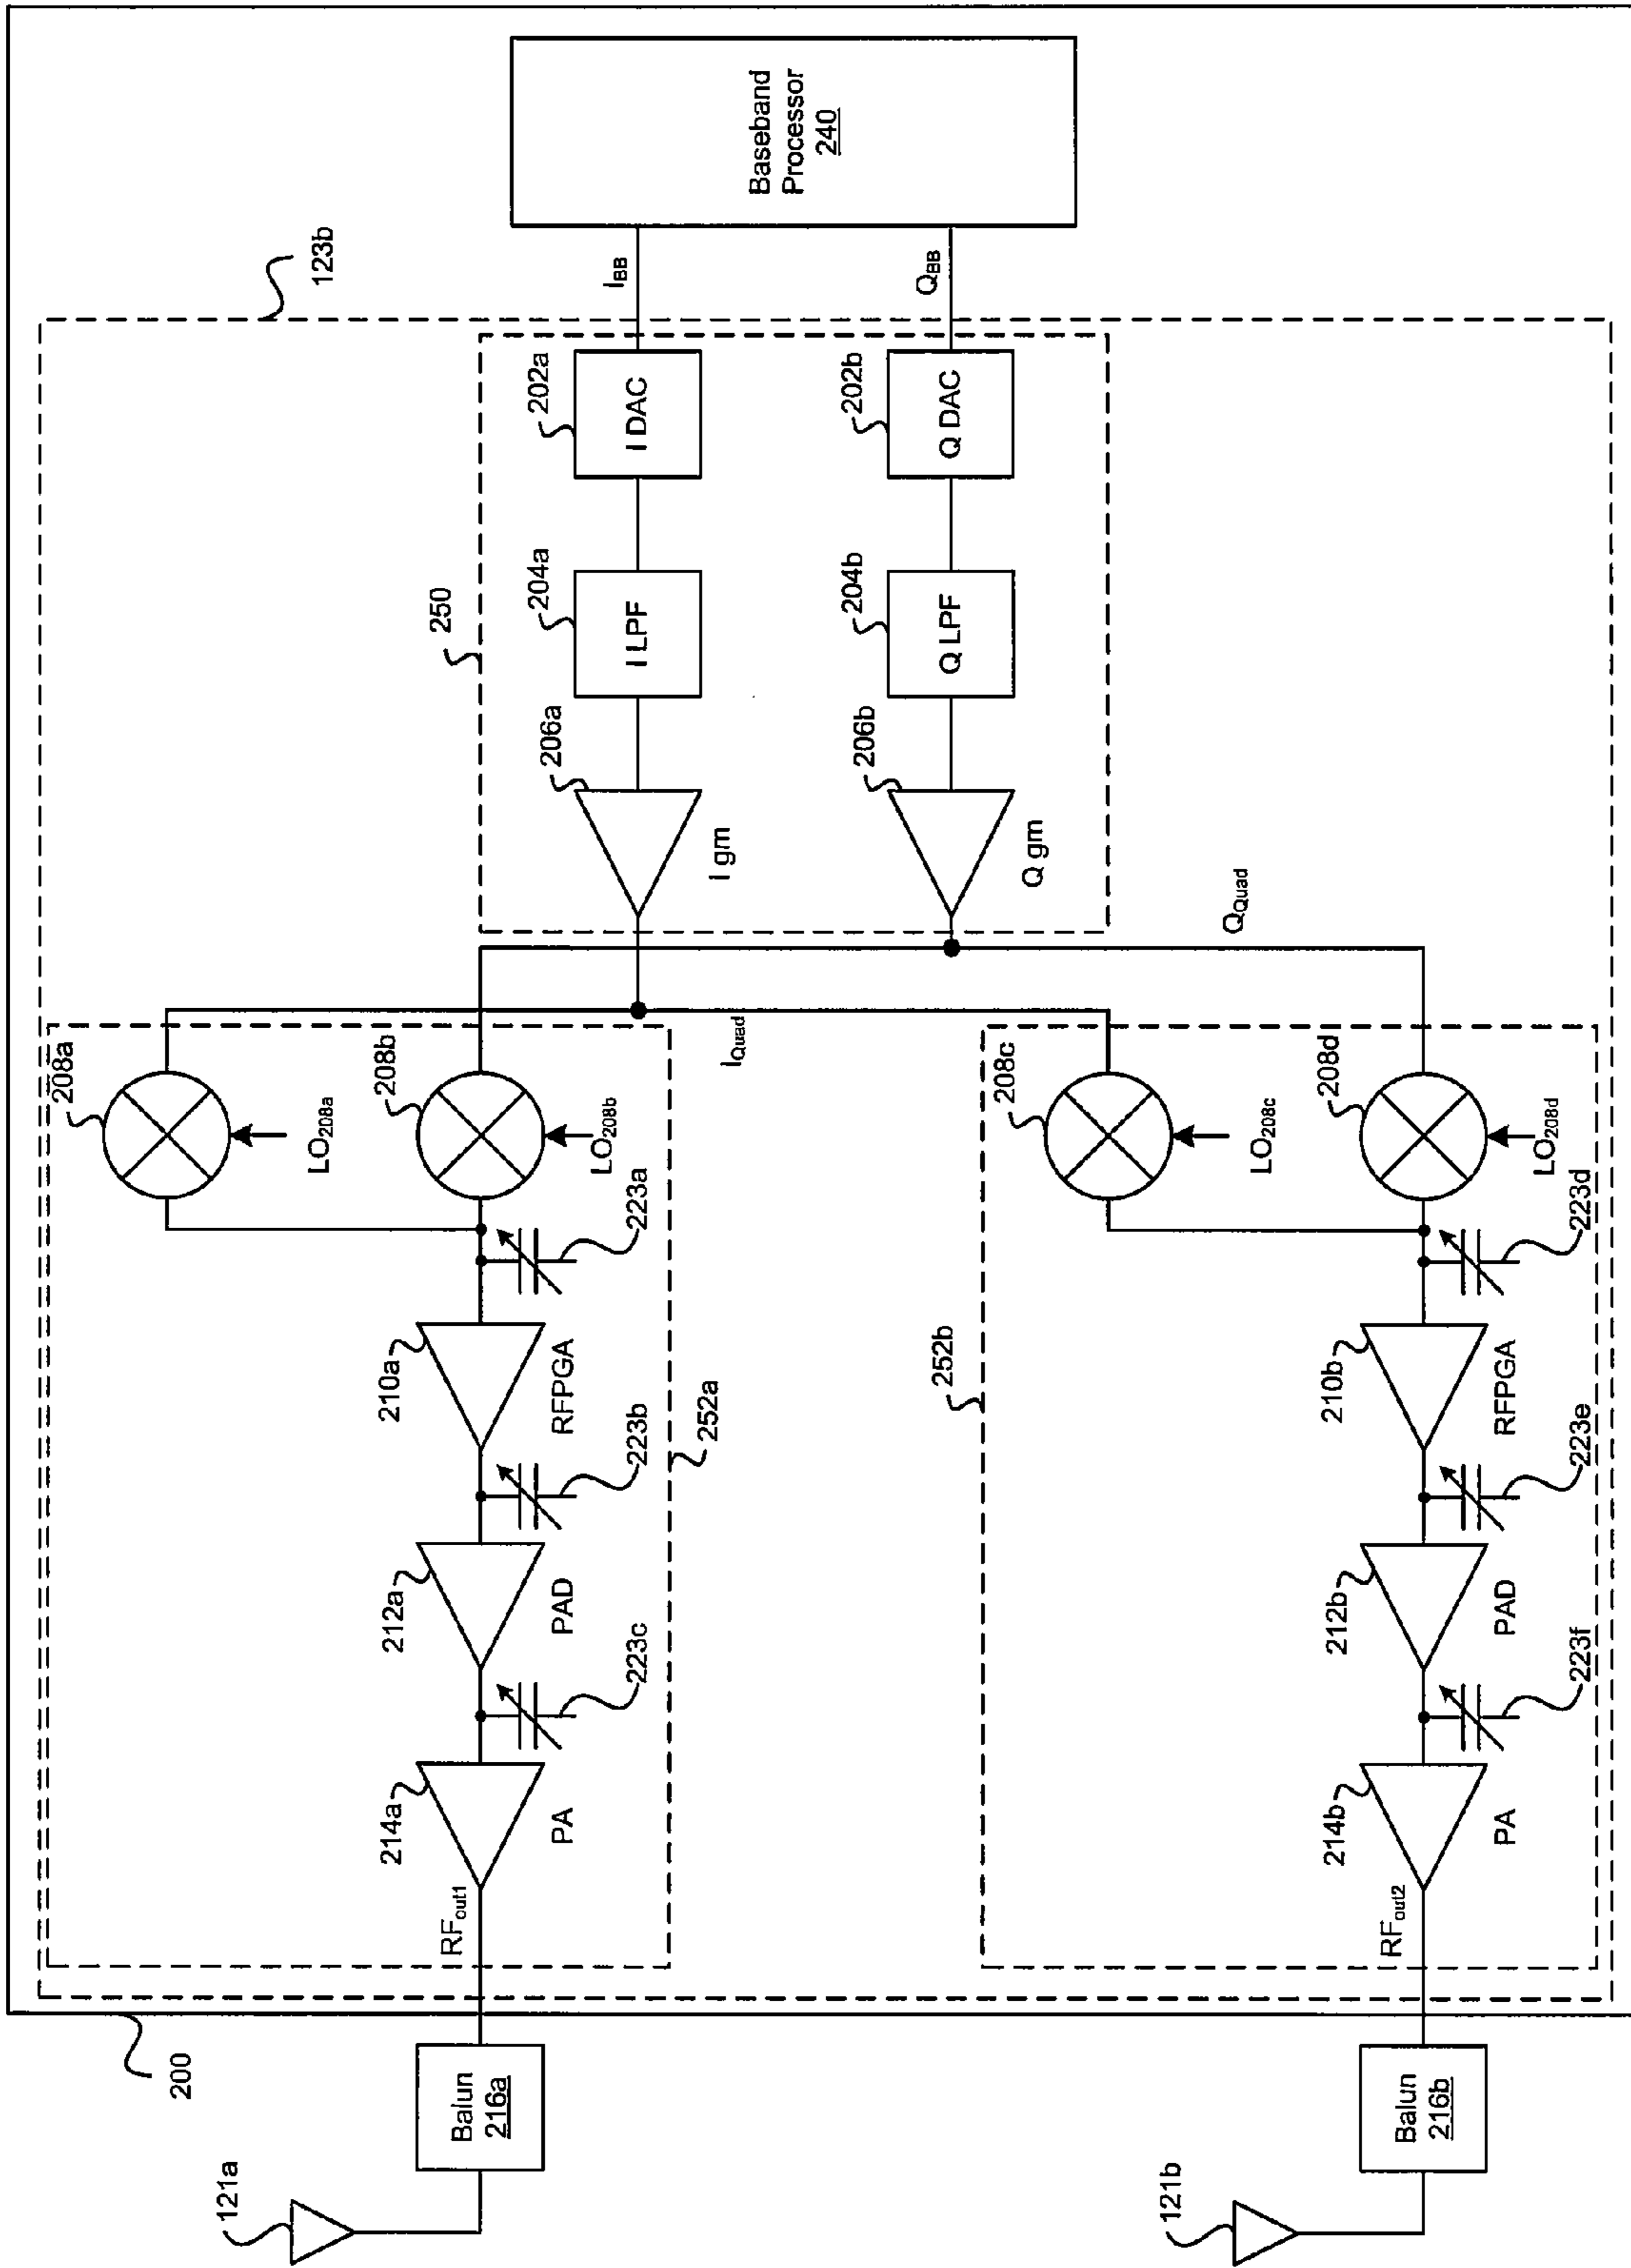 200
123b
121a
Balun
216a
RFout1
214a
PA
223c
212a
PAD
223b
210a
RFPGA
223a
208a
LO208a
208b
LO208b
252a
IQuad
250
206a
I gm
204a
I LPF
202a
I DAC
IBB
206b
Q gm
204b
Q LPF
202b
Q DAC
QBB
Baseband
Processor
240
QQuad
121b
Balun
216b
RFout2
214b
PA
223f
212b
PAD
223e
210b
RFPGA
223d
208c
LO208c
208d
LO208d
252b